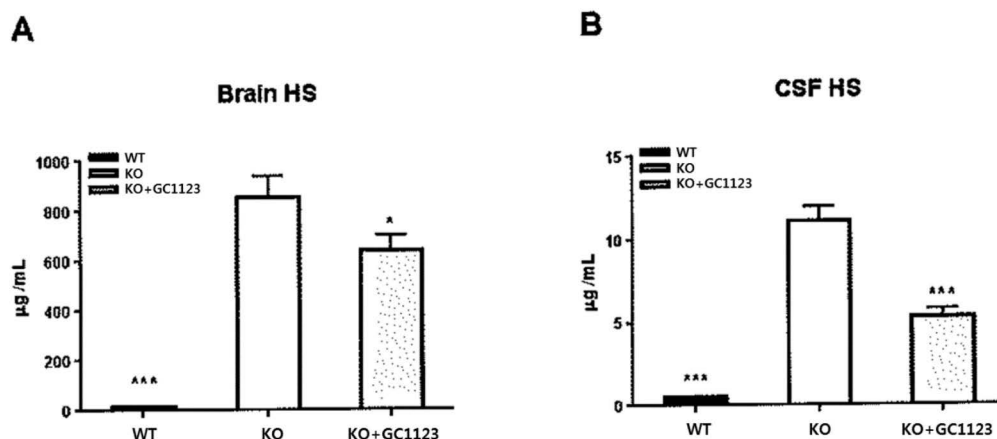 A
Brain HS
WT
KO
KO+GC1123
1000
800
600
400
200
0
μg /mL
***
*
WT
KO
KO+GC1123
B
CSF HS
WT
KO
KO+GC1123
15
10
5
0
μg /mL
***
***
WT
KO
KO+GC1123